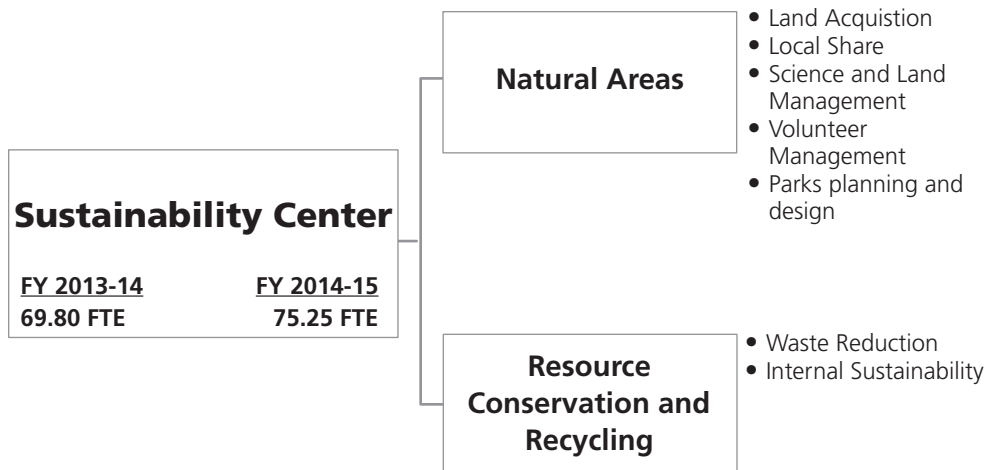 Sustainability Center
FY 2013-14 FY 2014-15
69.80 FTE 75.25 FTE
Natural Areas
• Land Acquistion
• Local Share
• Science and Land
Management
• Volunteer
Management
• Parks planning and
design
Resource
Conservation and
Recycling
• Waste Reduction
• Internal Sustainability